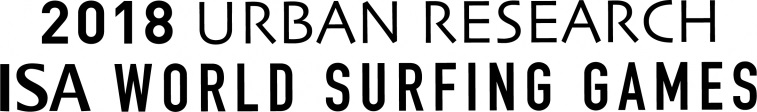 2018 URBAN RESEARCH
ISA WORLD SURFING GAMES